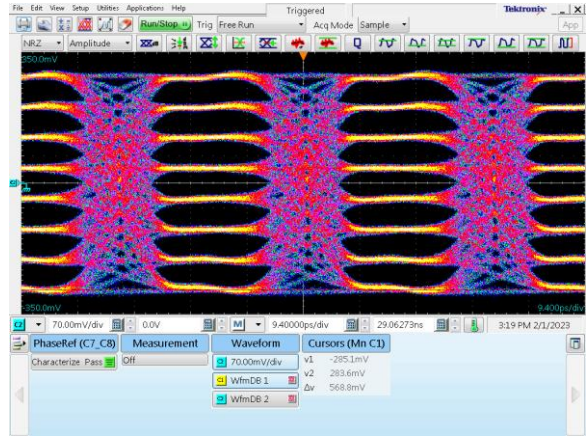 File Edit View Setup Utilities Applications Help Triggered Tektronix
Run/Stop Trig Free Run Acq Mode Sample App
NRZ Amplitude
350.0mV
-350.0mV 9.400ps/div
C2 70.00mV/div 0.0V M 9.40000ps/div 29.06273ns 3:19 PM 2/1/2023
PhaseRef (C7_C8) Measurement Waveform Cursors (Mn C1)
Characterize Pass Off 70.00mV/div v1 -285.1mV
WfmDB 1 v2 283.6mV
WfmDB 2 Δv 568.8mV